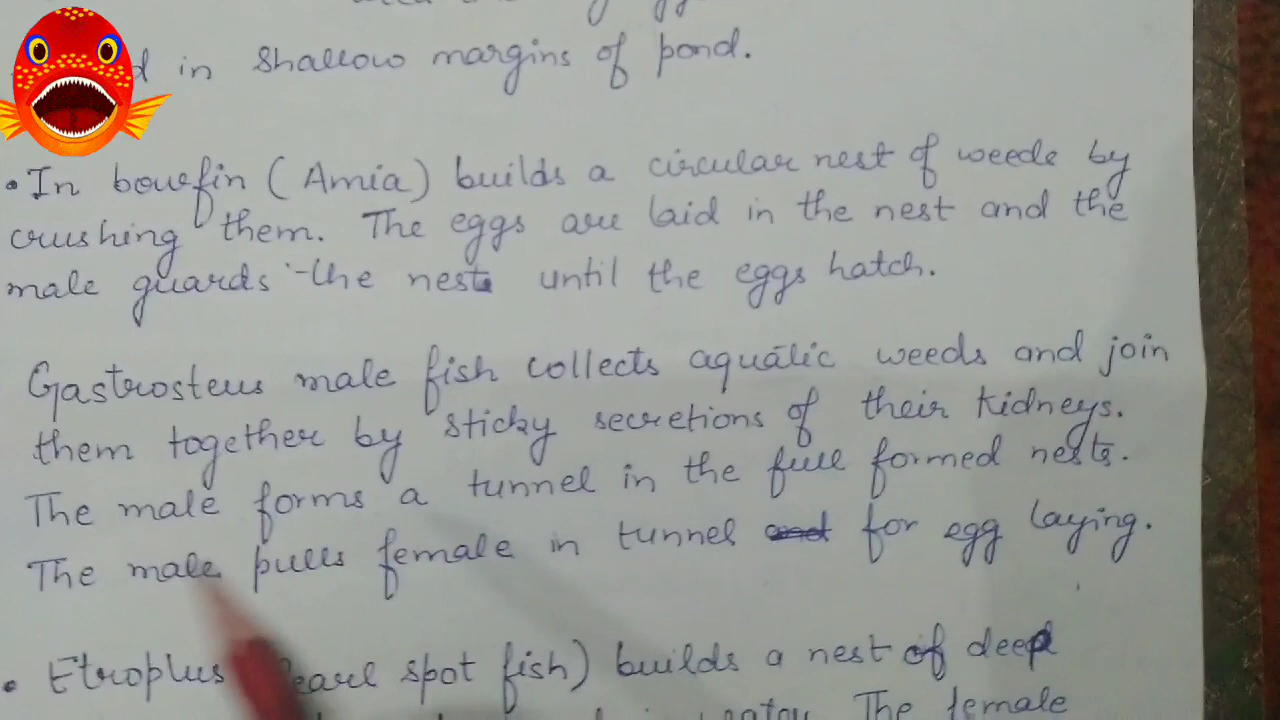 in shallow margins of pond.
• In bowfin (Amia) builds a circular nest of weeds by
crushing them. The eggs are laid in the nest and the
male guards the nest until the eggs hatch.
Gastrosteus male fish collects aquatic weeds and join
them together by sticky secretions of their kidneys.
The male forms a tunnel in the full formed nests.
The male pulls female in tunnel for egg laying.
• Etroplus spot fish) builds a nest of deep
The female